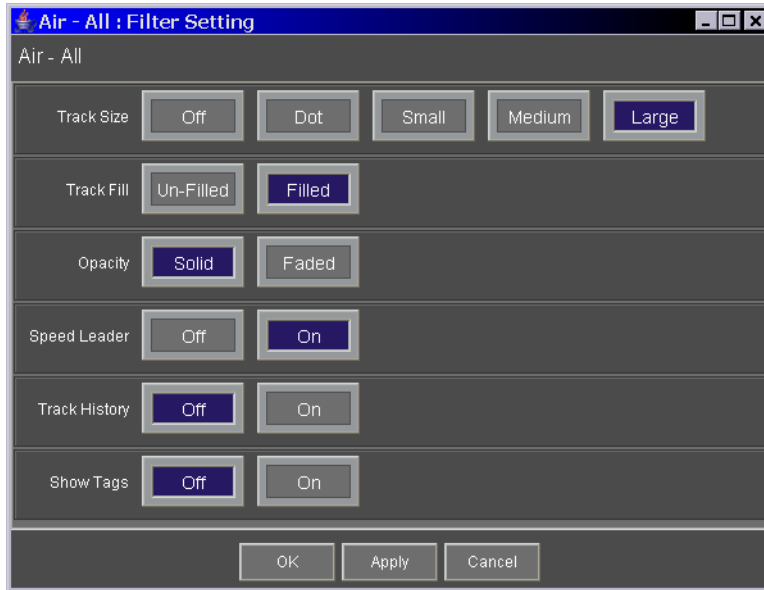 Air - All : Filter Setting
Air - All
Track Size Off Dot Small Medium Large
Track Fill Un-Filled Filled
Opacity Solid Faded
Speed Leader Off On
Track History Off On
Show Tags Off On
OK Apply Cancel